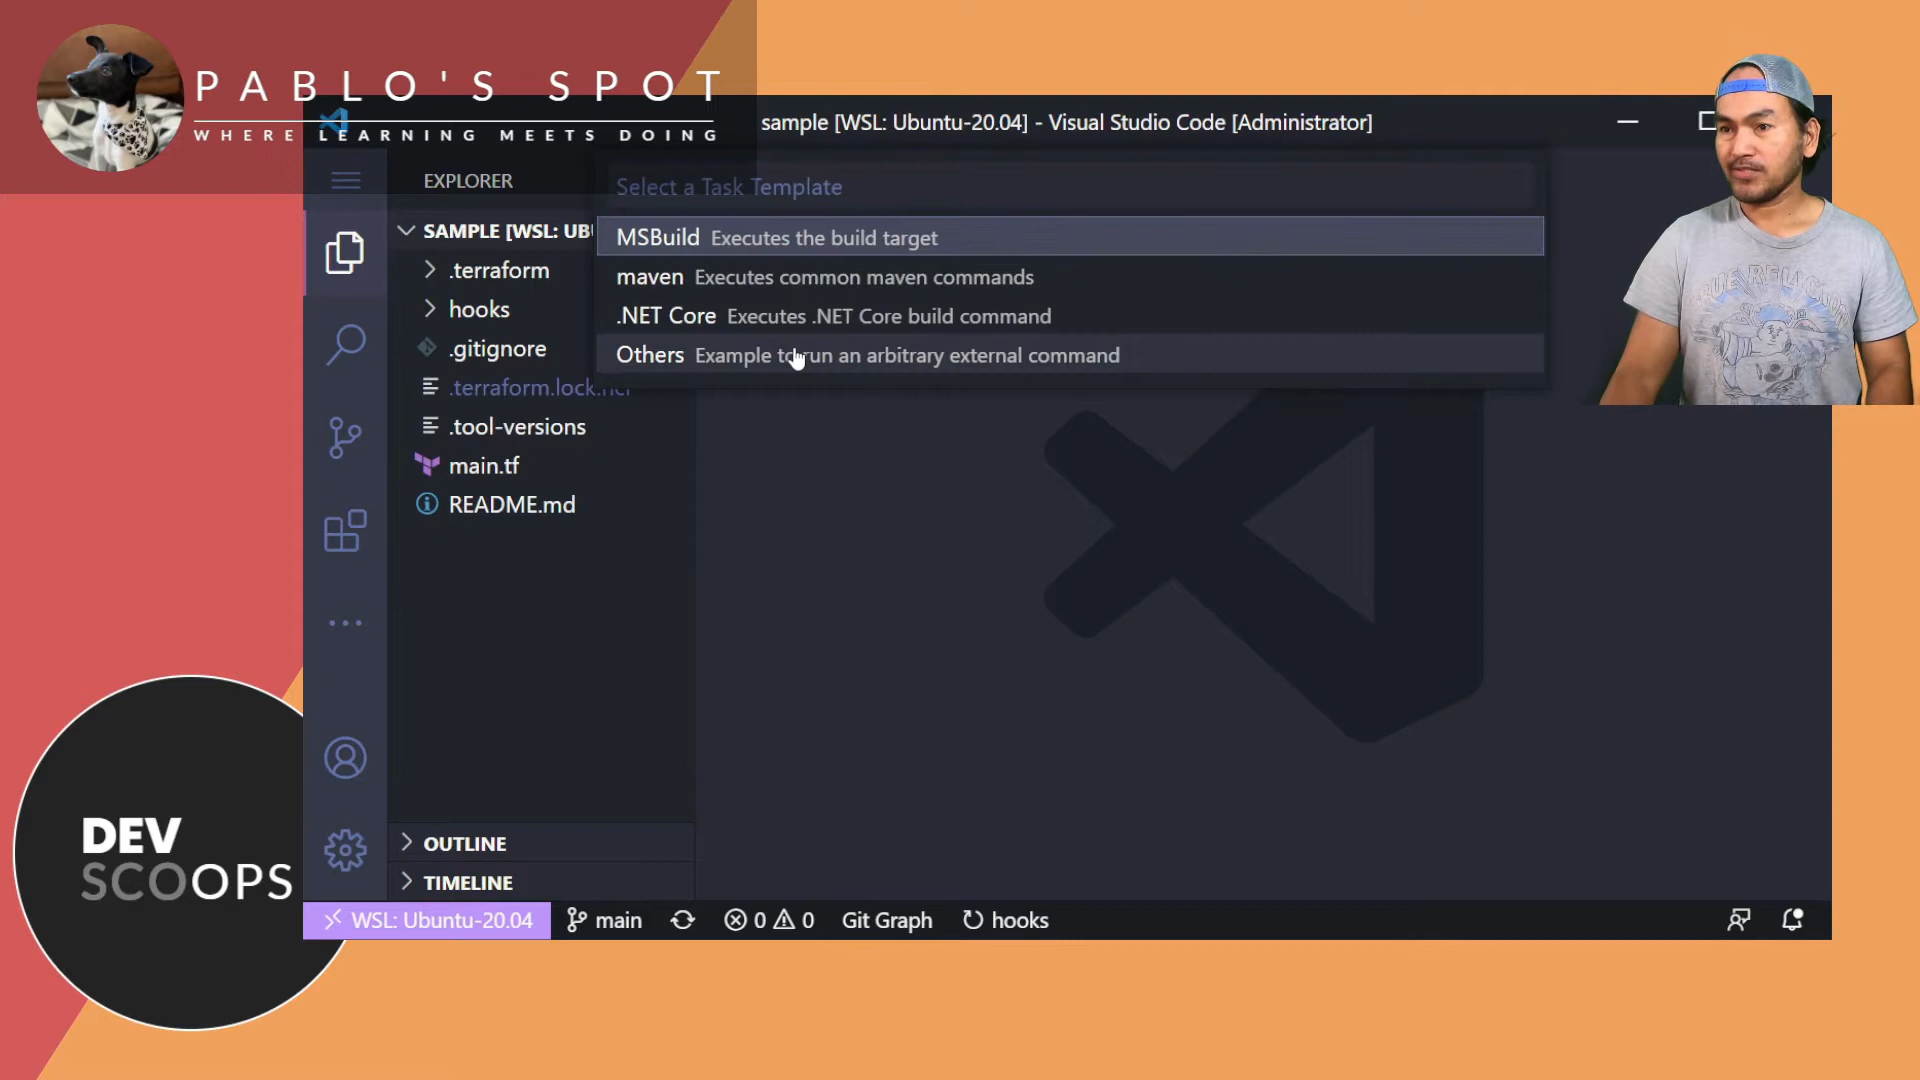 PABLO'S SPOT
WHERE LEARNING MEETS DOING
sample [WSL: Ubuntu-20.04] - Visual Studio Code [Administrator]
EXPLORER
Select a Task Template
SAMPLE [WSL: UB
MSBuild Executes the build target
.terraform
maven Executes common maven commands
hooks
.NET Core Executes .NET Core build command
.gitignore
Others Example to run an arbitrary external command
.terraform.lock.hcl
.tool-versions
main.tf
README.md
OUTLINE
TIMELINE
DEV
SCOOPS
WSL: Ubuntu-20.04 main 0 0 Git Graph hooks